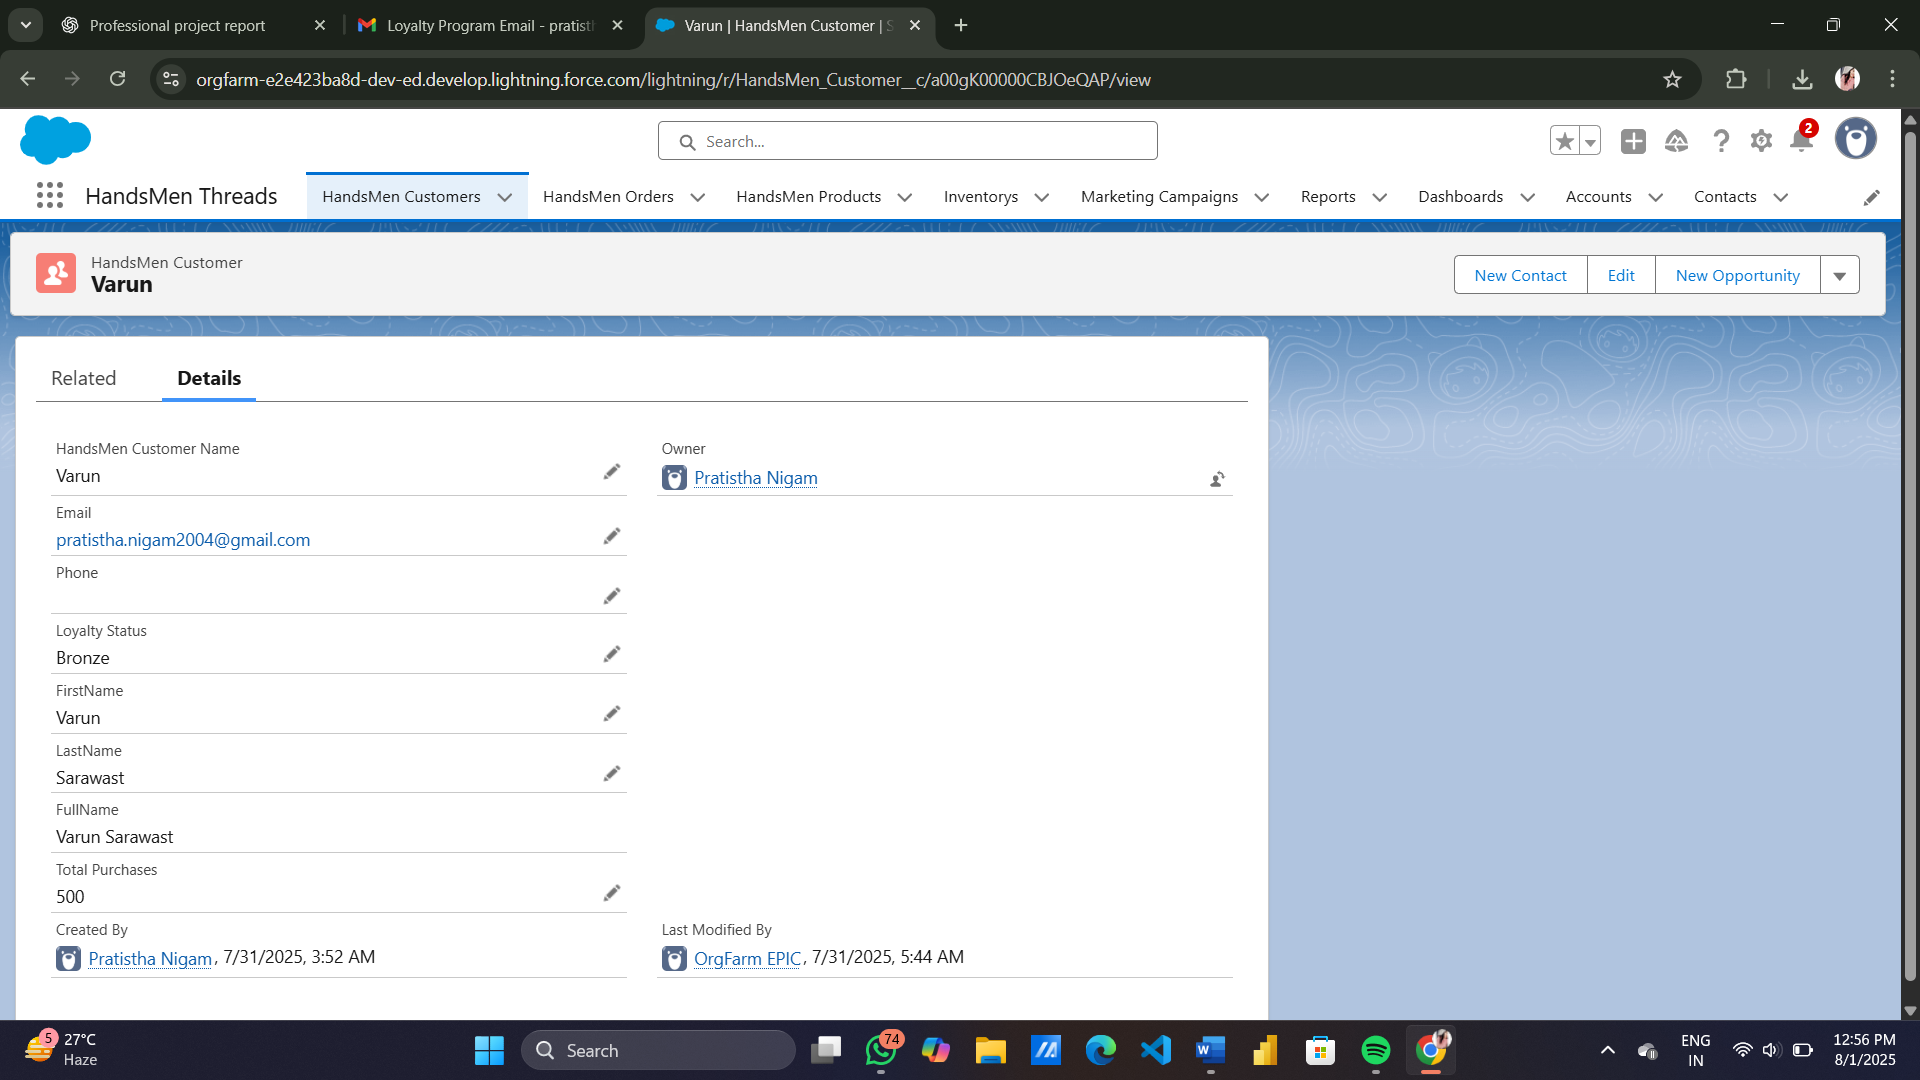 Professional project report
Loyalty Program Email - pratisth
Varun | HandsMen Customer | S
orgfarm-e2e423ba8d-dev-ed.develop.lightning.force.com/lightning/r/HandsMen_Customer__c/a00gK00000CBJOeQAP/view
Search...
2
HandsMen Threads
HandsMen Customers
HandsMen Orders
HandsMen Products
Inventorys
Marketing Campaigns
Reports
Dashboards
Accounts
Contacts
HandsMen Customer
Varun
New Contact
Edit
New Opportunity
Related
Details
HandsMen Customer Name
Varun
Owner
Pratistha Nigam
Email
pratistha.nigam2004@gmail.com
Phone
Loyalty Status
Bronze
FirstName
Varun
LastName
Sarawast
FullName
Varun Sarawast
Total Purchases
500
Created By
Pratistha Nigam, 7/31/2025, 3:52 AM
Last Modified By
OrgFarm EPIC, 7/31/2025, 5:44 AM
5
27°C
Haze
Search
74
ENG
IN
12:56 PM
8/1/2025